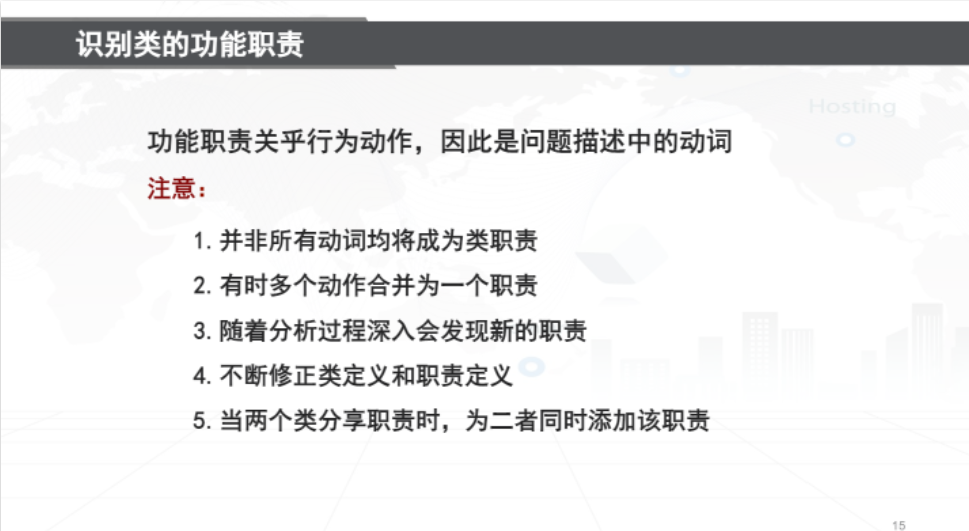 识别类的功能职责
Hosting
功能职责关乎行为动作，因此是问题描述中的动词
注意：
1. 并非所有动词均将成为类职责
2. 有时多个动作合并为一个职责
3. 随着分析过程深入会发现新的职责
4. 不断修正类定义和职责定义
5. 当两个类分享职责时，为二者同时添加该职责
15